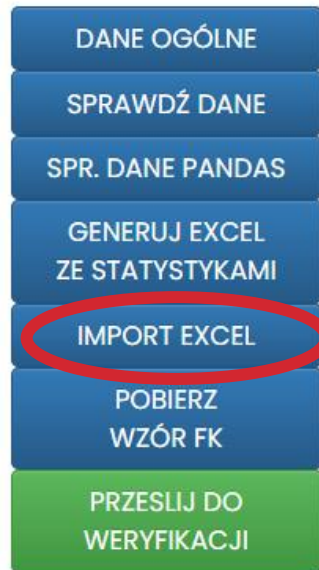 DANE OGÓLNE
SPRAWDŹ DANE
SPR. DANE PANDAS
GENERUJ EXCEL
ZE STATYSTYKAMI
IMPORT EXCEL
POBIERZ
WZÓR FK
PRZESLIJ DO
WERYFIKACJI